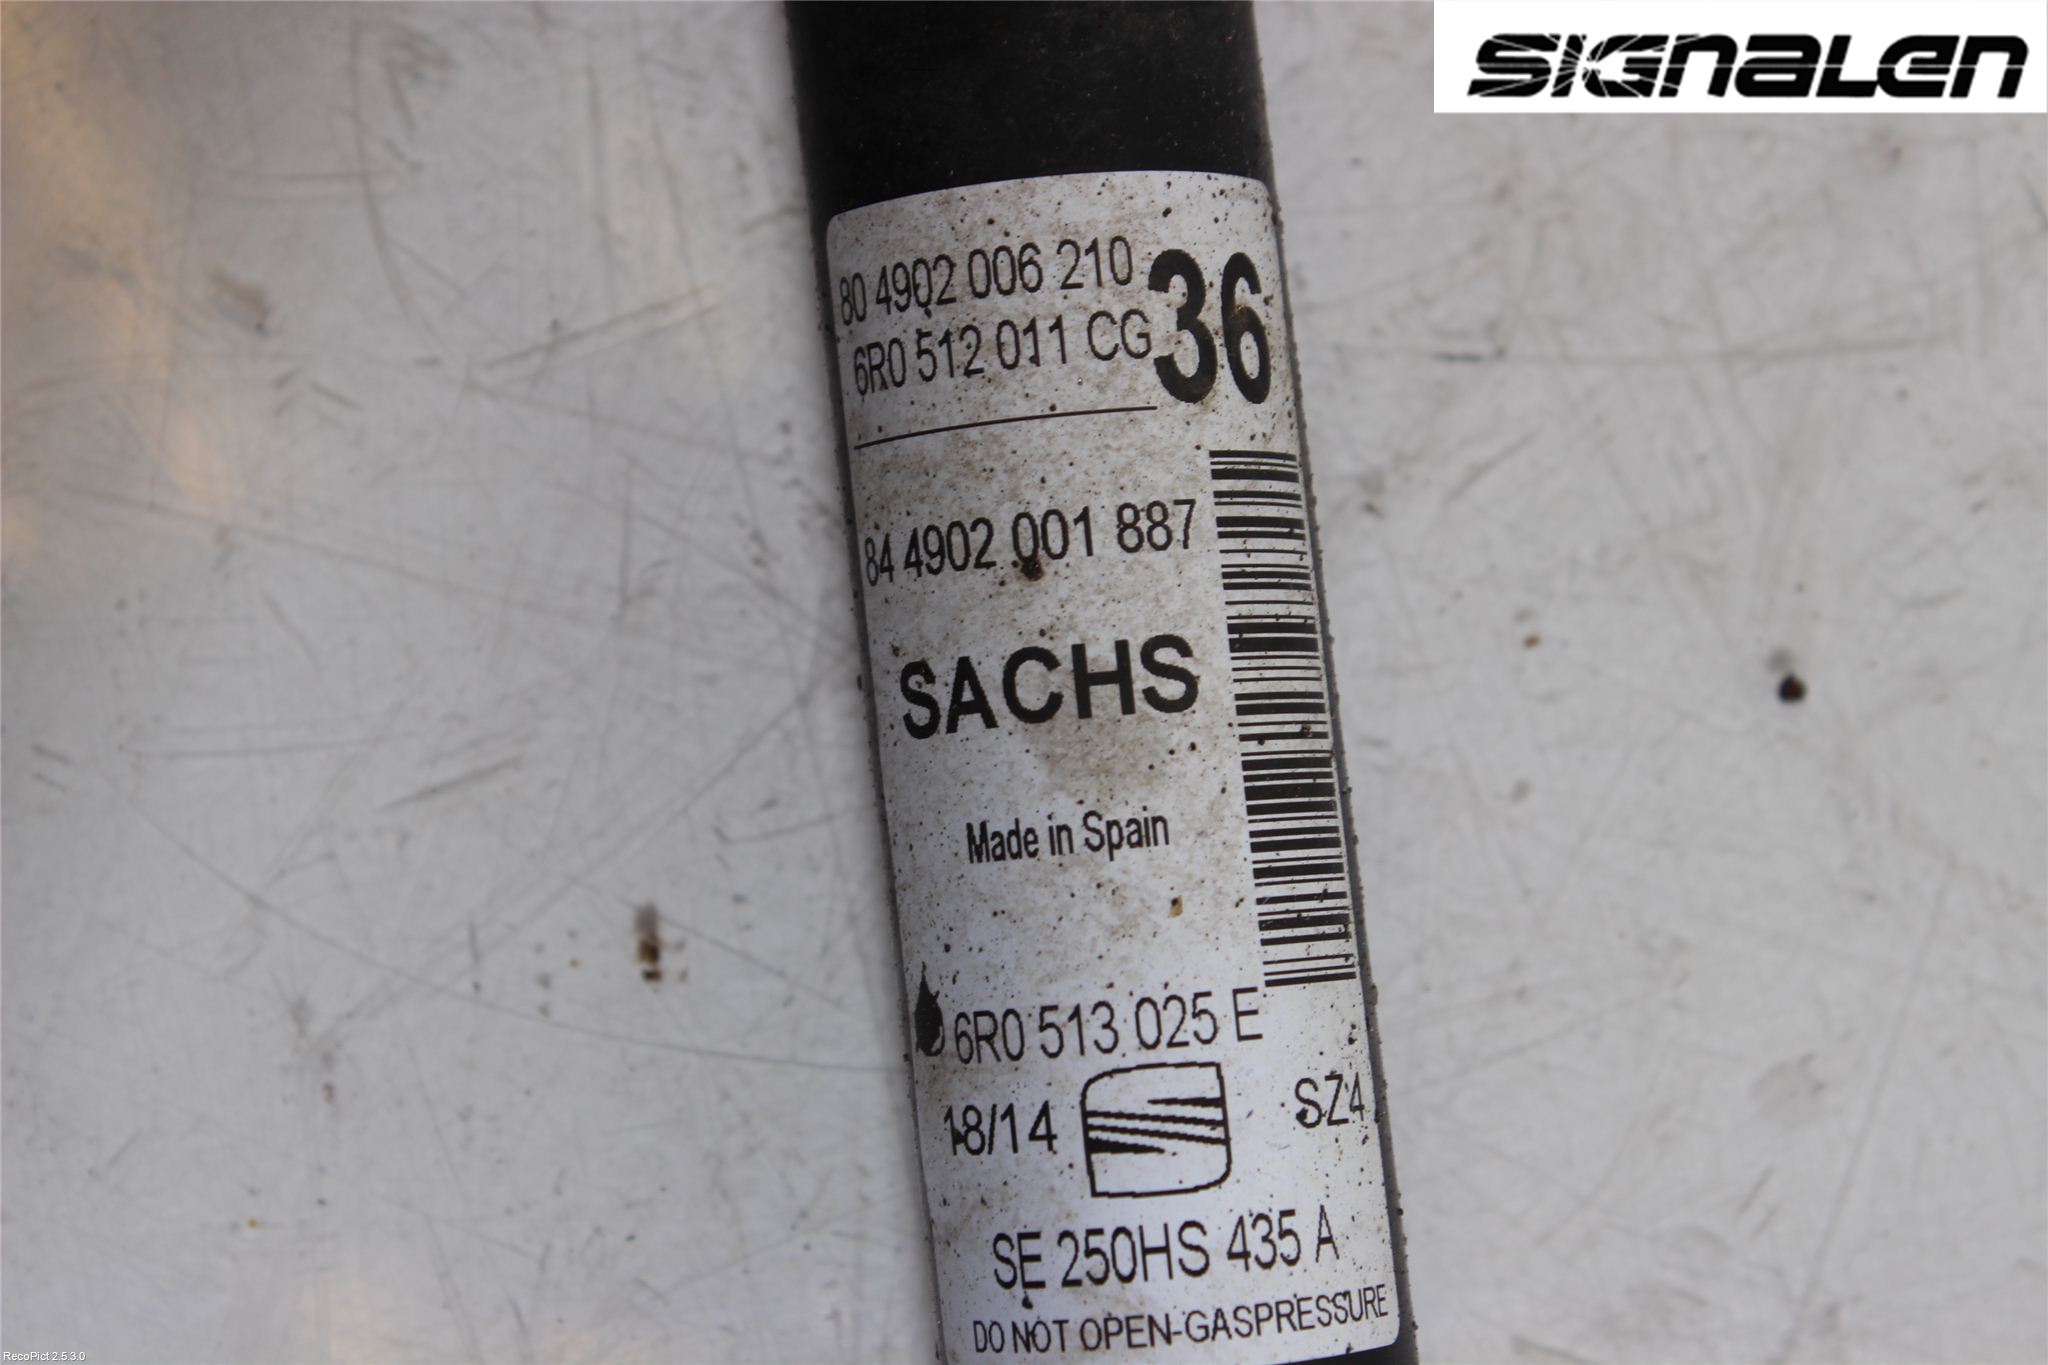 SIGNALEN
80 4902 006 210
6R0 512 011 CG
36
84 4902 001 887
SACHS
Made in Spain
6R0 513 025 E
18/14
SZ4
SE 250HS 435 A
DO NOT OPEN-GASPRESSURE
RecoPict 2.5.3.0